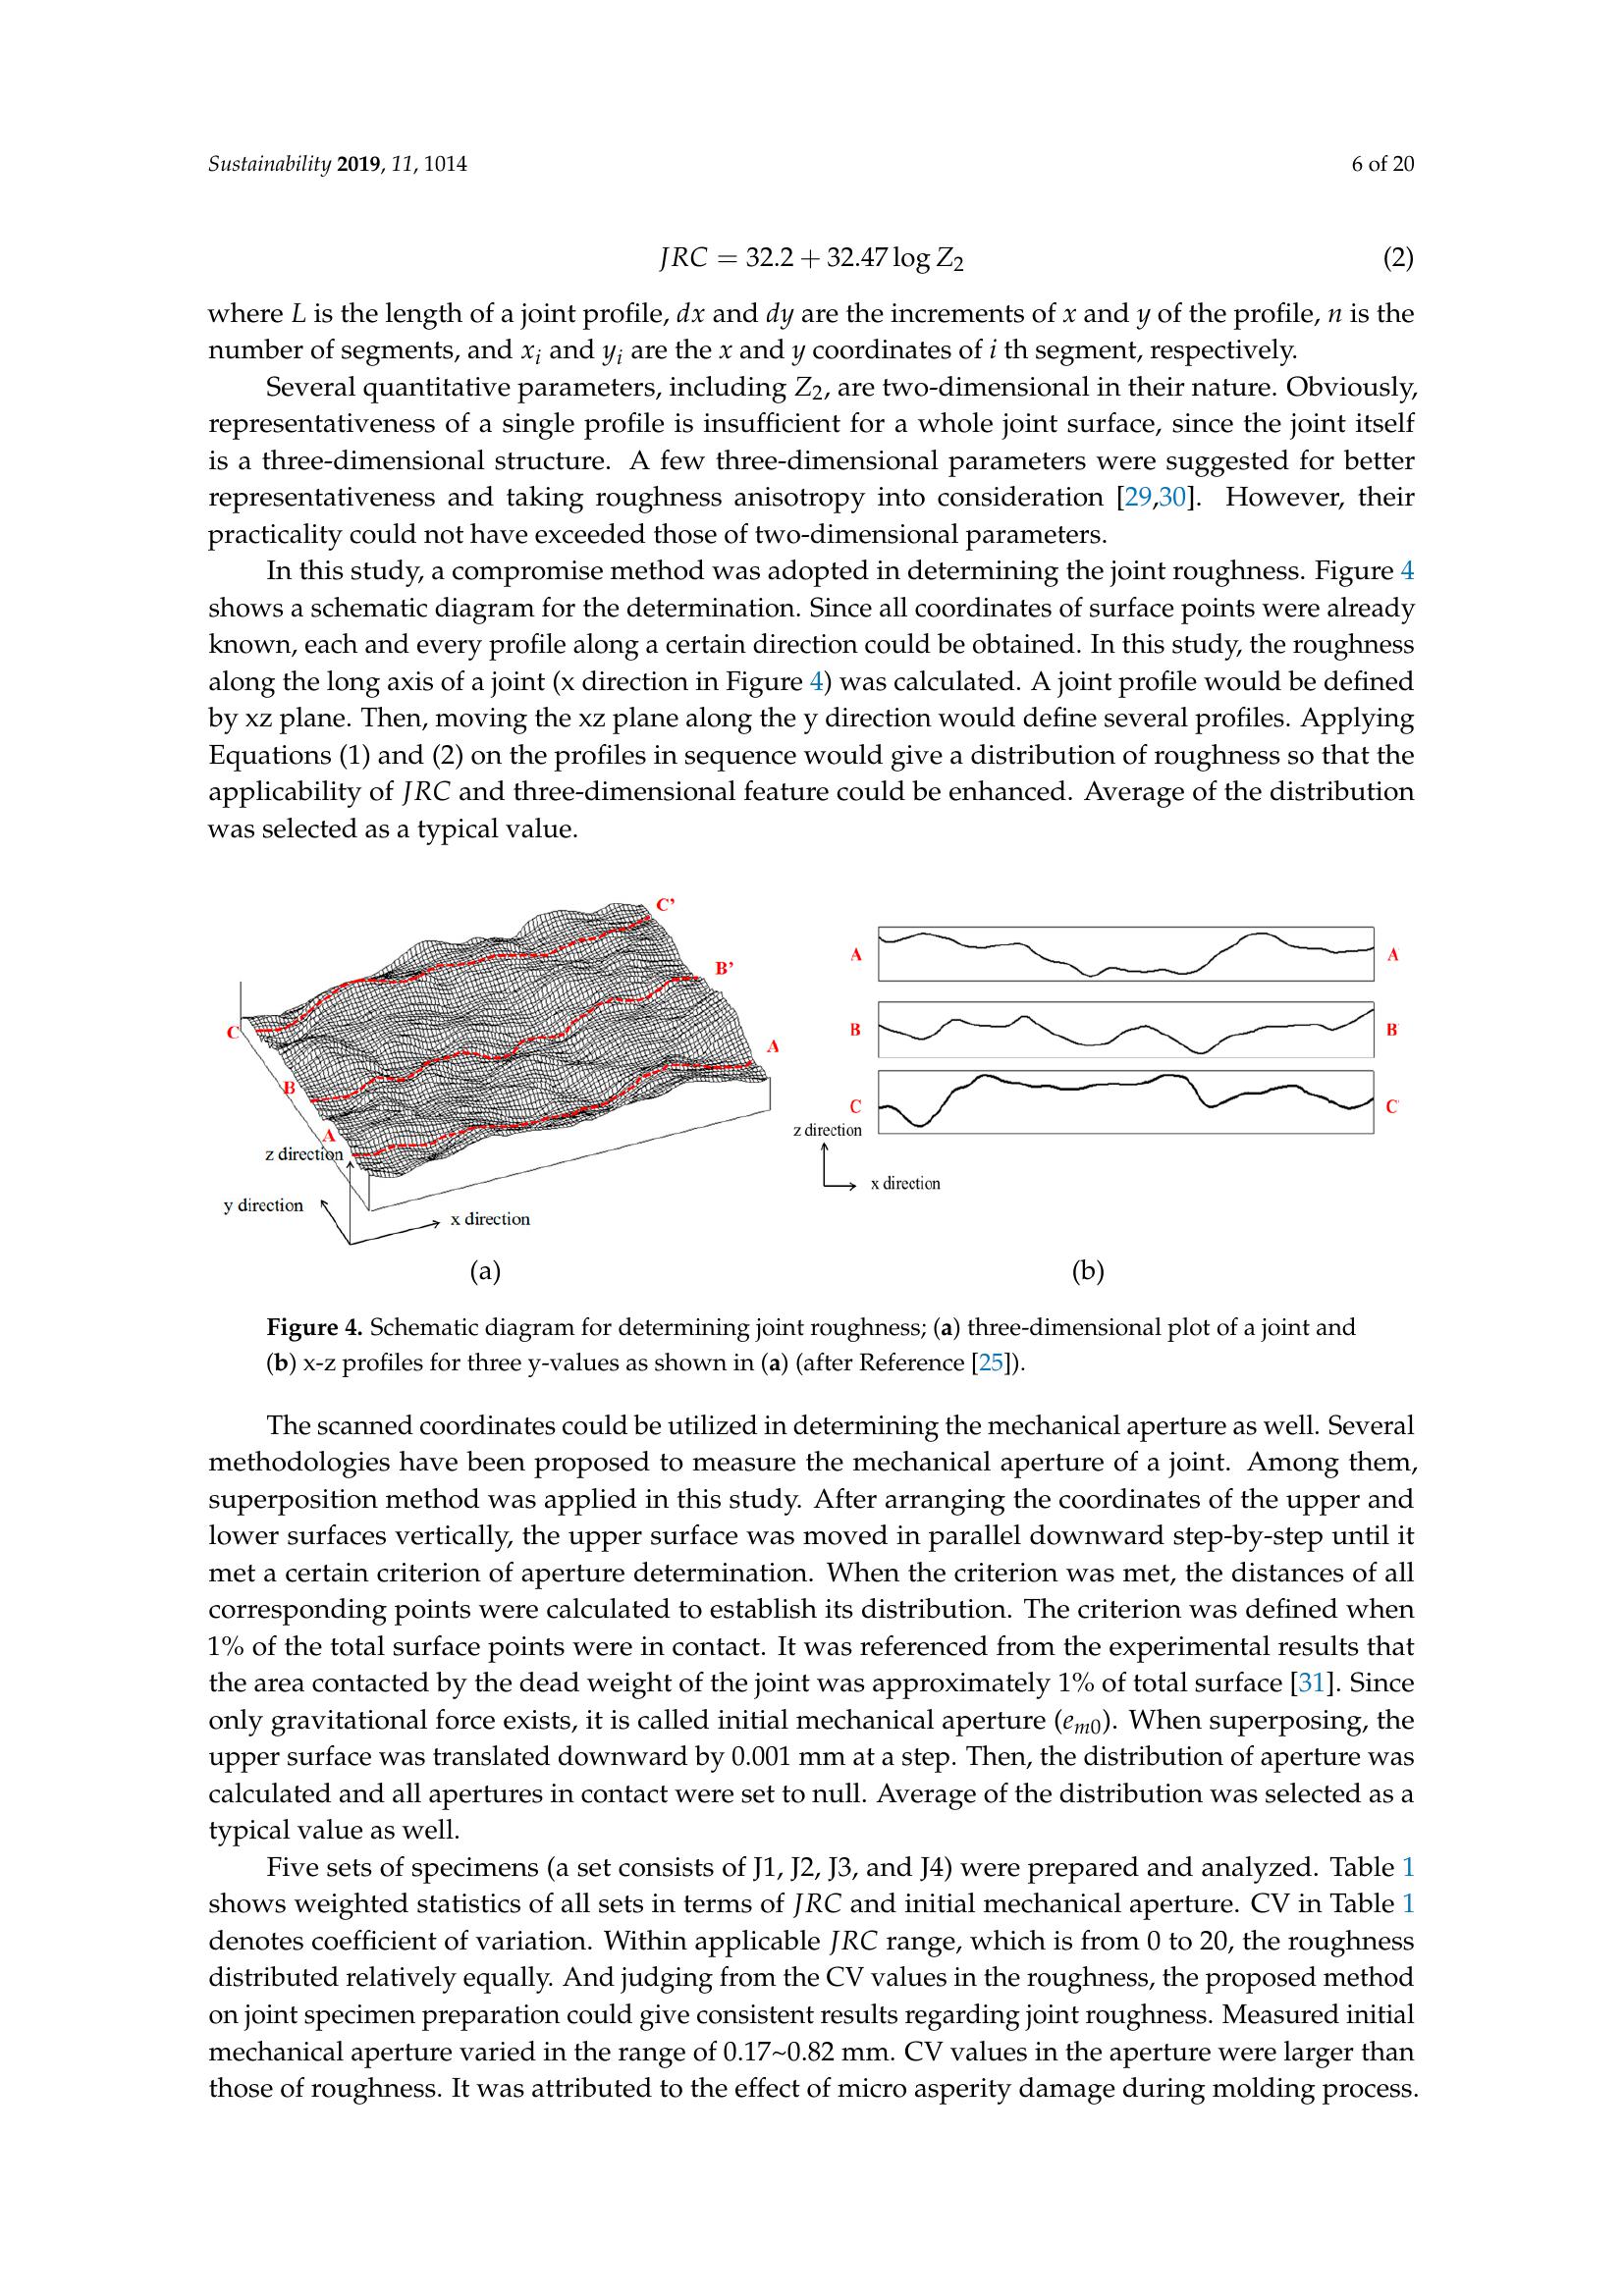 Sustainability 2019, 11, 1014 6 of 20
JRC = 32.2 + 32.47 log Z2 (2)
where L is the length of a joint profile, dx and dy are the increments of x and y of the profile, n is the
number of segments, and xi and yi are the x and y coordinates of i th segment, respectively.
Several quantitative parameters, including Z2, are two-dimensional in their nature. Obviously,
representativeness of a single profile is insufficient for a whole joint surface, since the joint itself
is a three-dimensional structure. A few three-dimensional parameters were suggested for better
representativeness and taking roughness anisotropy into consideration [29,30]. However, their
practicality could not have exceeded those of two-dimensional parameters.
In this study, a compromise method was adopted in determining the joint roughness. Figure 4
shows a schematic diagram for the determination. Since all coordinates of surface points were already
known, each and every profile along a certain direction could be obtained. In this study, the roughness
along the long axis of a joint (x direction in Figure 4) was calculated. A joint profile would be defined
by xz plane. Then, moving the xz plane along the y direction would define several profiles. Applying
Equations (1) and (2) on the profiles in sequence would give a distribution of roughness so that the
applicability of JRC and three-dimensional feature could be enhanced. Average of the distribution
was selected as a typical value.
C'
B'
A
C
B
A
z direction
y direction
x direction
(a)
A A
B B
C C
z direction
x direction
(b)
Figure 4. Schematic diagram for determining joint roughness; (a) three-dimensional plot of a joint and
(b) x-z profiles for three y-values as shown in (a) (after Reference [25]).
The scanned coordinates could be utilized in determining the mechanical aperture as well. Several
methodologies have been proposed to measure the mechanical aperture of a joint. Among them,
superposition method was applied in this study. After arranging the coordinates of the upper and
lower surfaces vertically, the upper surface was moved in parallel downward step-by-step until it
met a certain criterion of aperture determination. When the criterion was met, the distances of all
corresponding points were calculated to establish its distribution. The criterion was defined when
1% of the total surface points were in contact. It was referenced from the experimental results that
the area contacted by the dead weight of the joint was approximately 1% of total surface [31]. Since
only gravitational force exists, it is called initial mechanical aperture (em0). When superposing, the
upper surface was translated downward by 0.001 mm at a step. Then, the distribution of aperture was
calculated and all apertures in contact were set to null. Average of the distribution was selected as a
typical value as well.
Five sets of specimens (a set consists of J1, J2, J3, and J4) were prepared and analyzed. Table 1
shows weighted statistics of all sets in terms of JRC and initial mechanical aperture. CV in Table 1
denotes coefficient of variation. Within applicable JRC range, which is from 0 to 20, the roughness
distributed relatively equally. And judging from the CV values in the roughness, the proposed method
on joint specimen preparation could give consistent results regarding joint roughness. Measured initial
mechanical aperture varied in the range of 0.17~0.82 mm. CV values in the aperture were larger than
those of roughness. It was attributed to the effect of micro asperity damage during molding process.